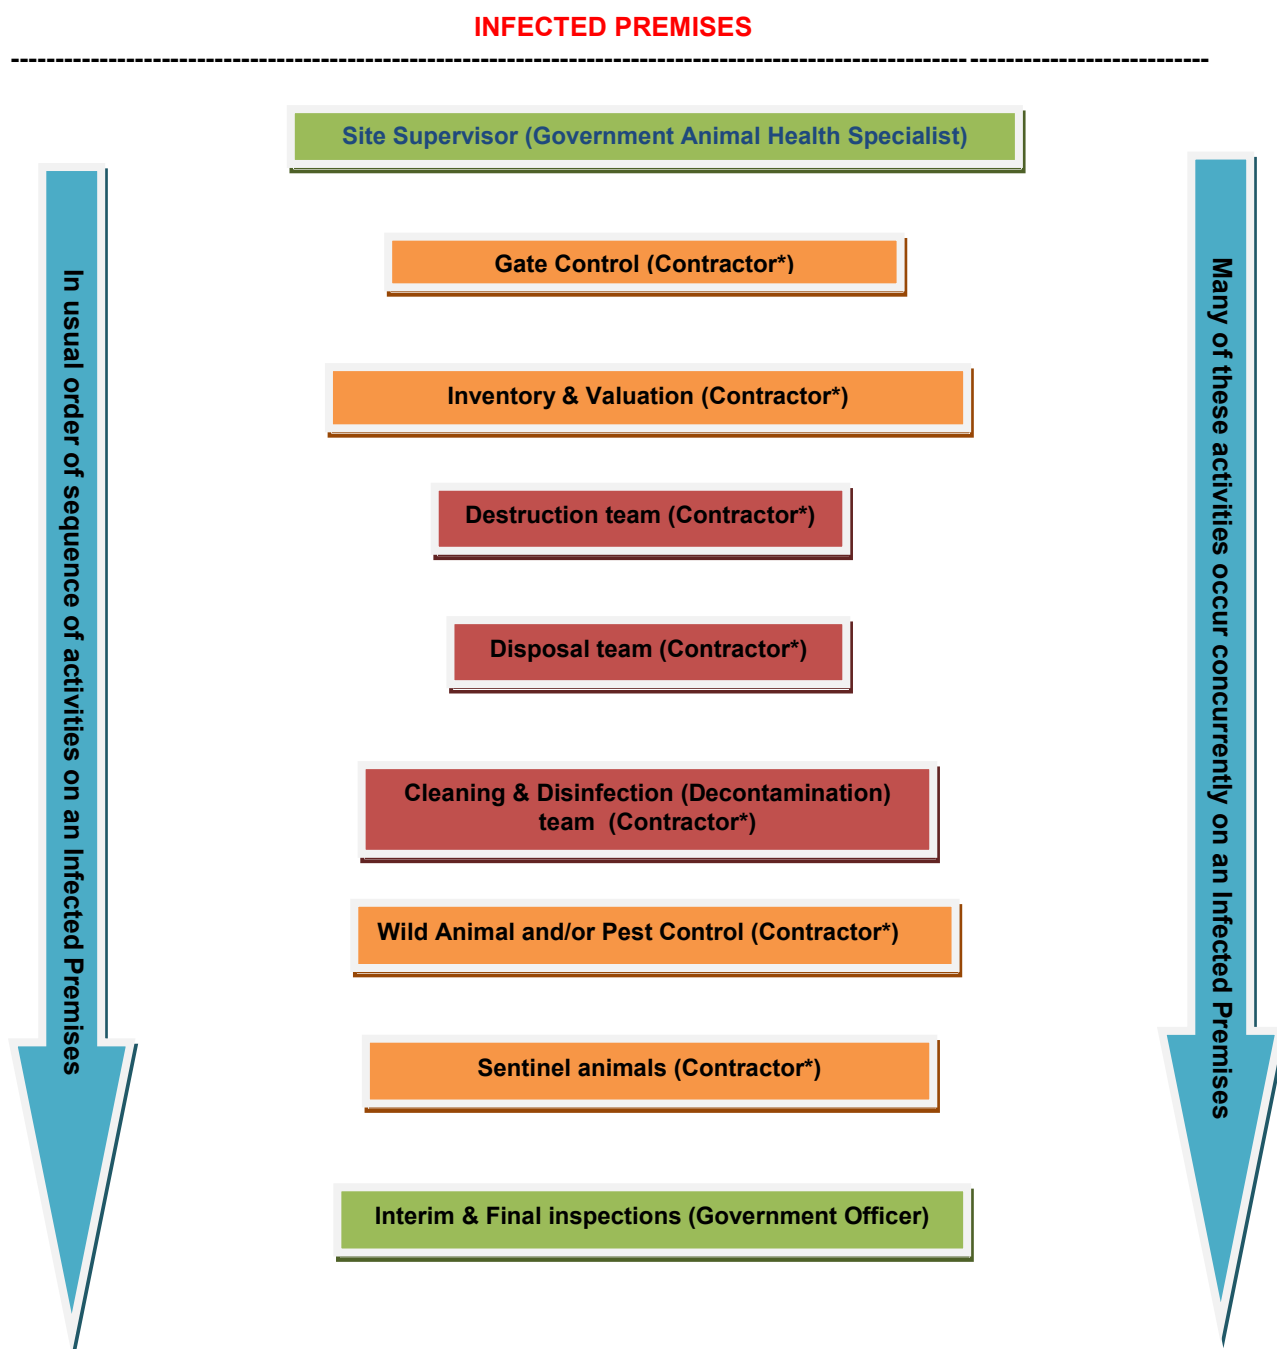 INFECTED PREMISES
Site Supervisor (Government Animal Health Specialist)
Gate Control (Contractor*)
Inventory & Valuation (Contractor*)
Destruction team (Contractor*)
Disposal team (Contractor*)
Cleaning & Disinfection (Decontamination)
team (Contractor*)
Wild Animal and/or Pest Control (Contractor*)
Sentinel animals (Contractor*)
Interim & Final inspections (Government Officer)
In usual order of sequence of activities on an Infected Premises
Many of these activities occur concurrently on an Infected Premises